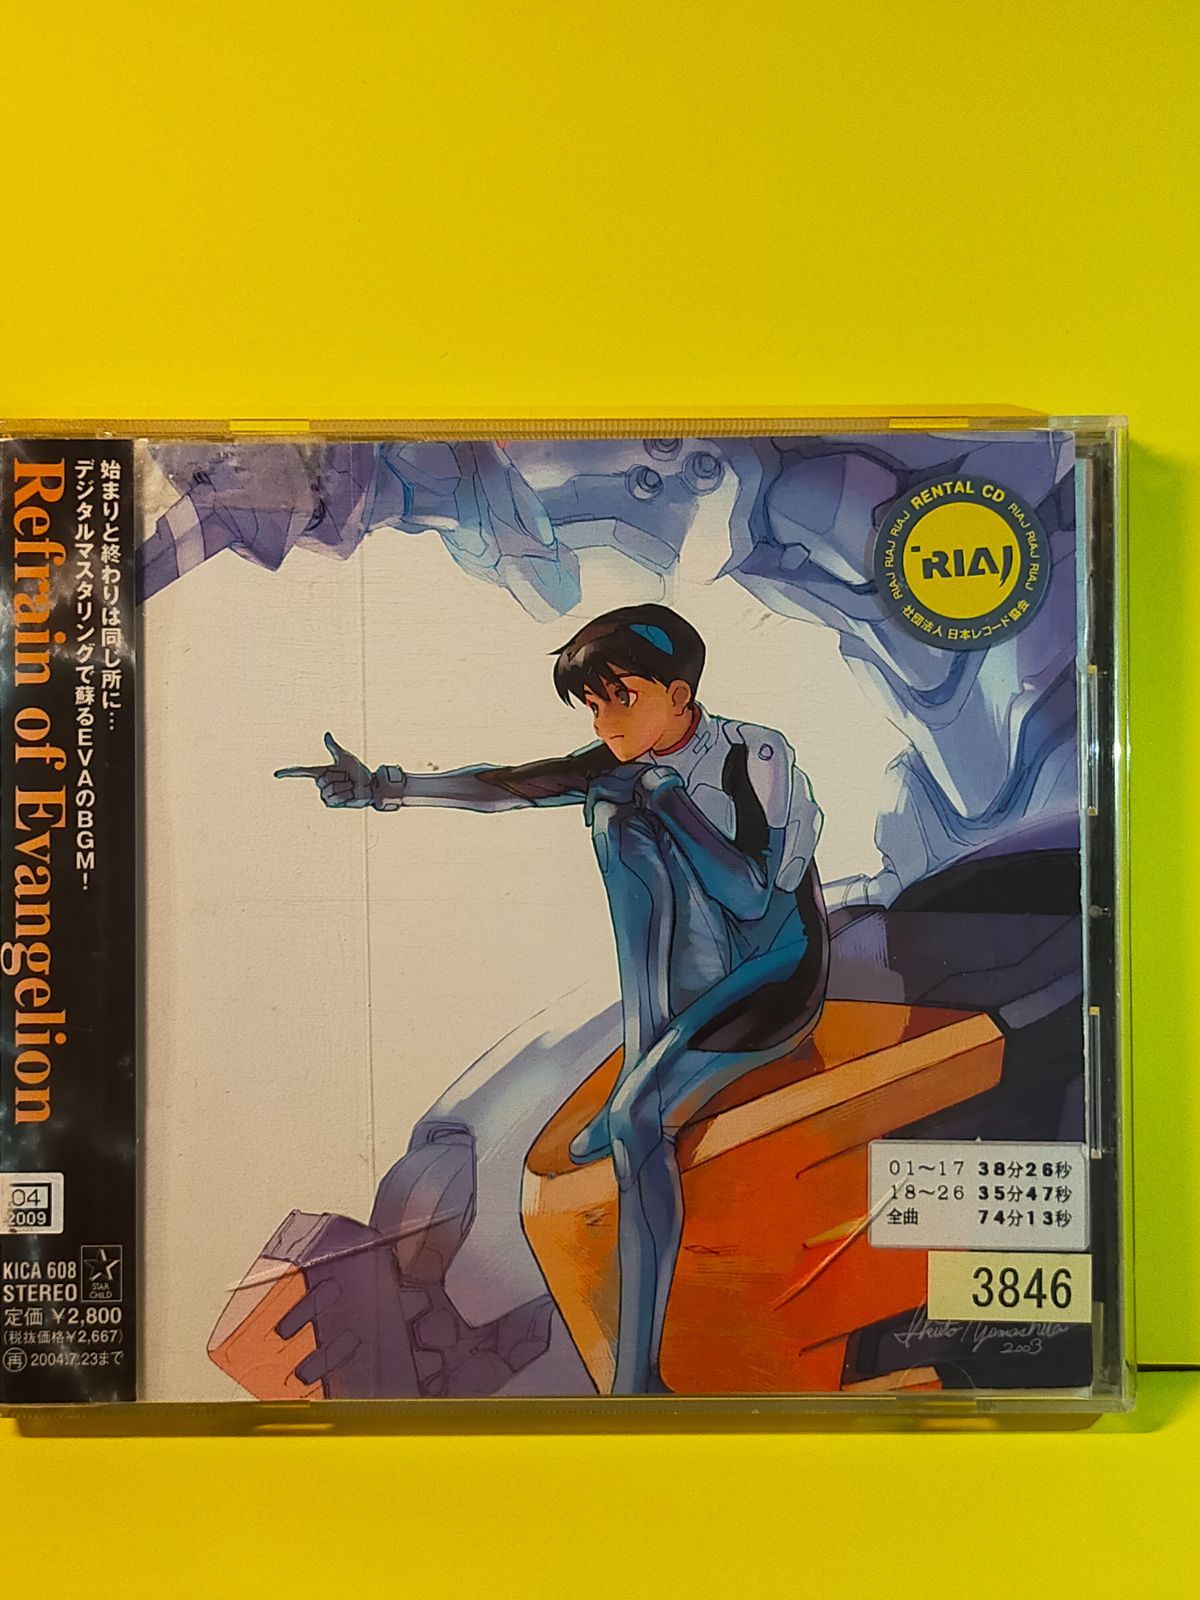 Refrain of Evangelion
始まりと終わりは同じ所に…
デジタルマスタリングで蘇るEVAのBGM!
04
2009
KICA 608
STEREO
STAR
CHILD
定価 ¥2,800
(税抜価格¥2,667)
再 2004.7.23まで
RENTAL CD
RIAJ RIAJ RIAJ
RIAJ RIAJ RIAJ
RIAJ
社団法人 日本レコード協会
01～17 38分26秒
18～26 35分47秒
全曲 74分13秒
3846
Ikuto Yamashita
2003